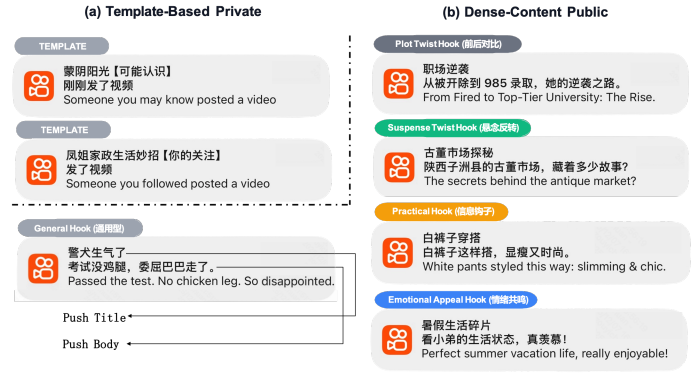 (a) Template-Based Private
TEMPLATE
蒙阴阳光【可能认识】
刚刚发了视频
Someone you may know posted a video
TEMPLATE
凤姐家政生活妙招【你的关注】
发了视频
Someone you followed posted a video
General Hook (通用型)
警犬生气了
考试没鸡腿，委屈巴巴走了。
Passed the test. No chicken leg. So disappointed.
Push Title
Push Body
(b) Dense-Content Public
Plot Twist Hook (前后对比)
职场逆袭
从被开除到 985 录取，她的逆袭之路。
From Fired to Top-Tier University: The Rise.
Suspense Twist Hook (悬念反转)
古董市场探秘
陕西子洲县的古董市场，藏着多少故事？
The secrets behind the antique market?
Practical Hook (信息钩子)
白裤子穿搭
白裤子这样搭，显瘦又时尚。
White pants styled this way: slimming & chic.
Emotional Appeal Hook (情绪共鸣)
暑假生活碎片
看小弟的生活状态，真羡慕！
Perfect summer vacation life, really enjoyable!